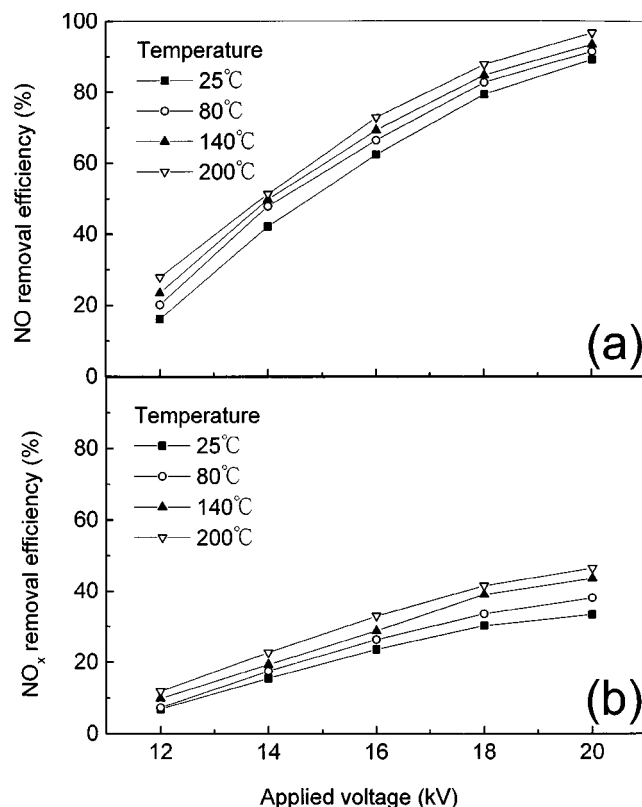 100
80
60
40
20
0
NO removal efficiency (%)
Temperature
25℃
80℃
140℃
200℃
(a)
80
60
40
20
0
NOx removal efficiency (%)
Temperature
25℃
80℃
140℃
200℃
(b)
12 14 16 18 20
Applied voltage (kV)